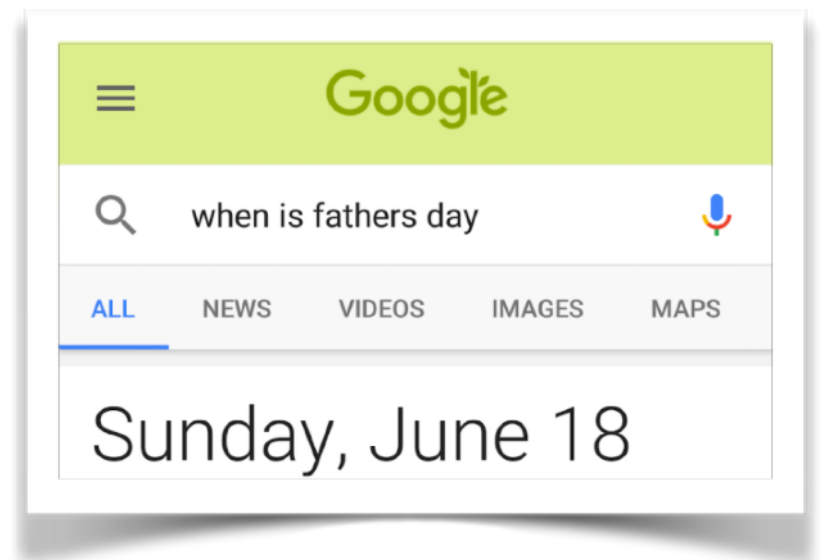 Google
when is fathers day
ALL NEWS VIDEOS IMAGES MAPS
Sunday, June 18